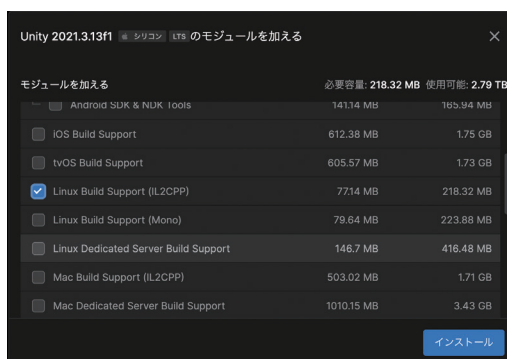 Unity 2021.3.13f1 シリコン LTS のモジュールを加える
モジュールを加える 必要容量: 218.32 MB 使用可能: 2.79 TB
Android SDK & NDK Tools 141.14 MB 165.94 MB
iOS Build Support 612.38 MB 1.75 GB
tvOS Build Support 605.57 MB 1.73 GB
Linux Build Support (IL2CPP) 77.14 MB 218.32 MB
Linux Build Support (Mono) 79.64 MB 223.88 MB
Linux Dedicated Server Build Support 146.7 MB 416.48 MB
Mac Build Support (IL2CPP) 503.02 MB 1.71 GB
Mac Dedicated Server Build Support 1010.15 MB 3.43 GB
インストール